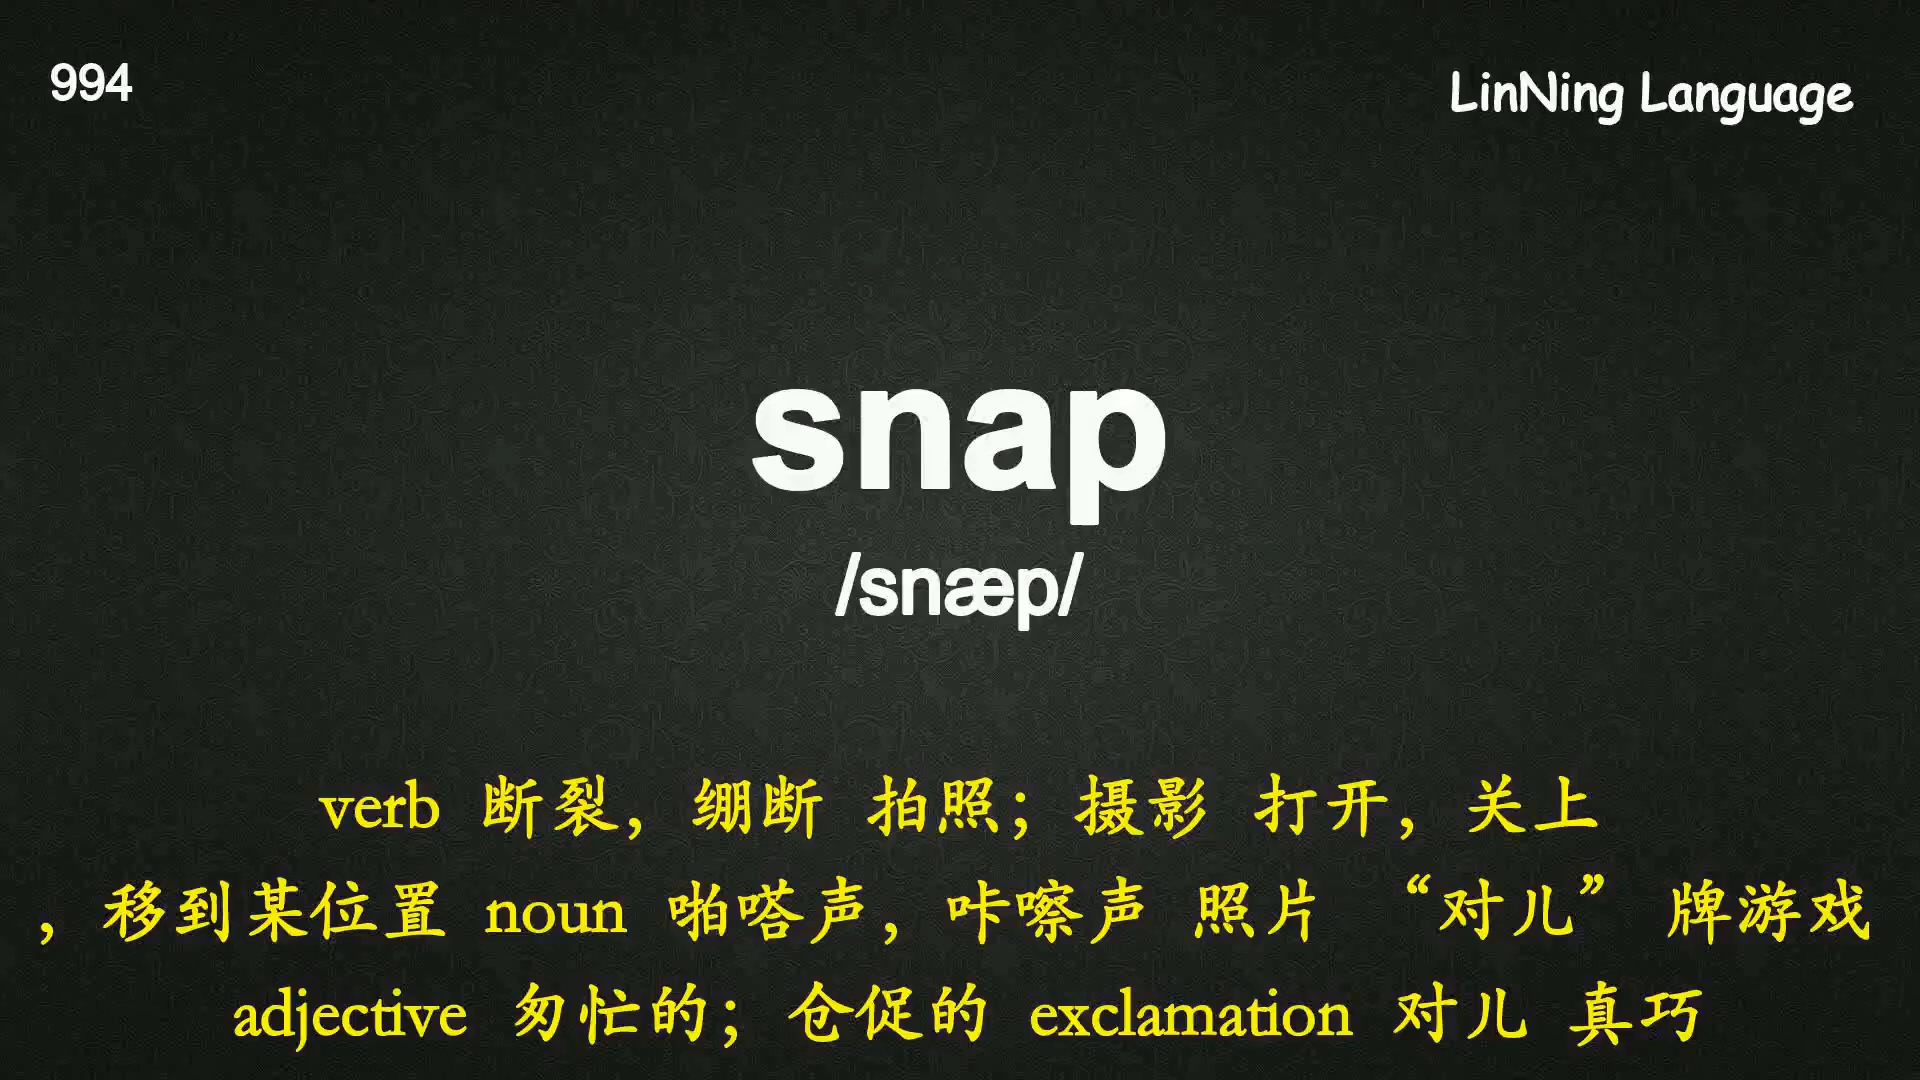 994
LinNing Language
snap
/snæp/
verb 断裂，绷断 拍照；摄影 打开，关上
，移到某位置 noun 啪嗒声，咔嚓声 照片 “对儿” 牌游戏
adjective 匆忙的；仓促的 exclamation 对儿 真巧